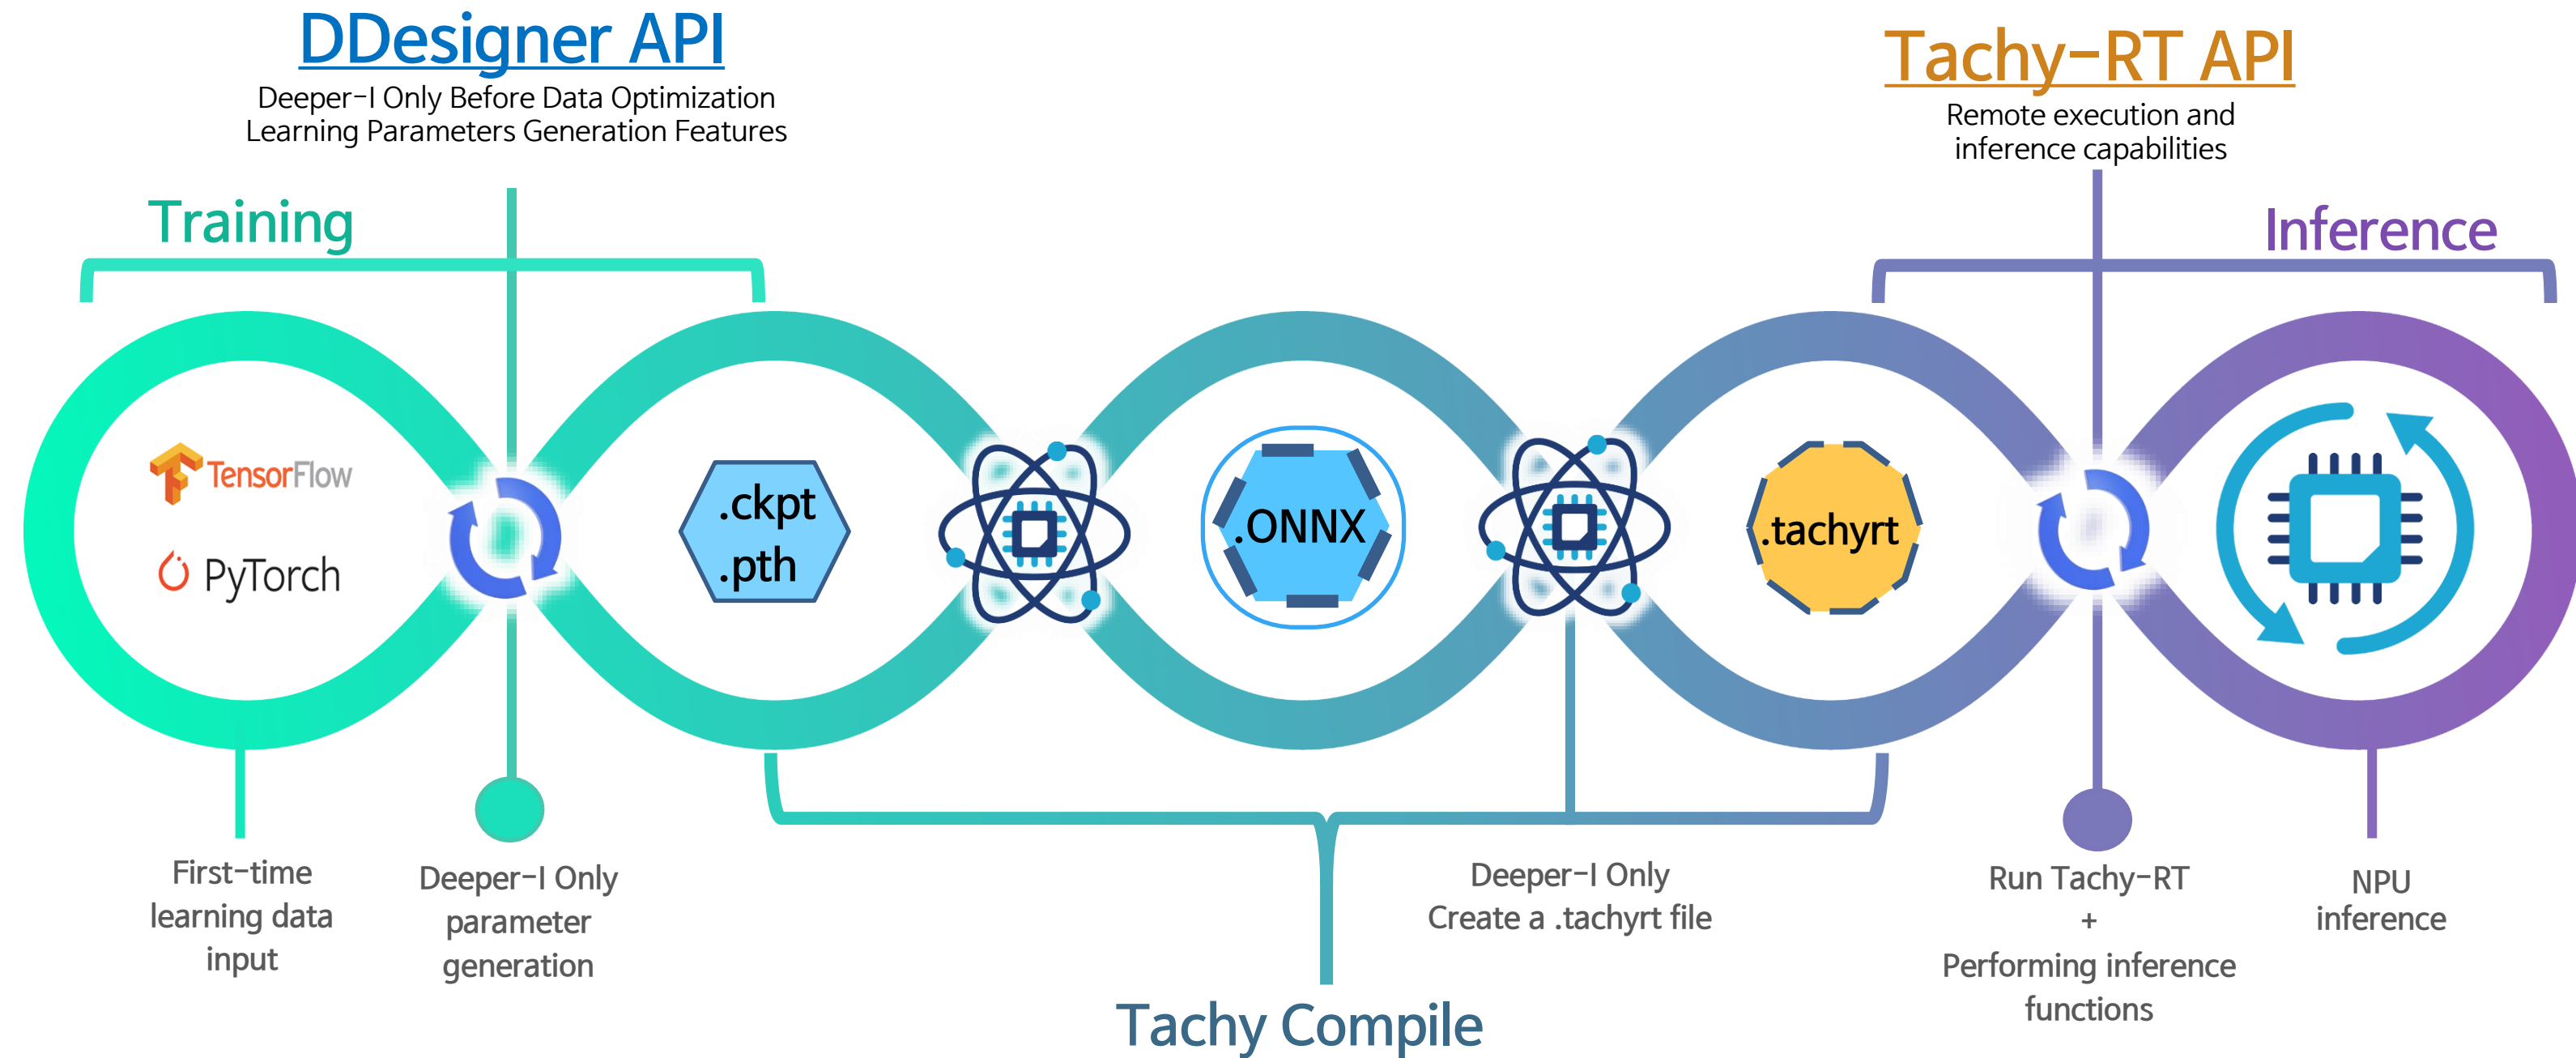 DDesigner API
Deeper-I Only Before Data Optimization
Learning Parameters Generation Features
Tachy-RT API
Remote execution and
inference capabilities
Training
Inference
TensorFlow
PyTorch
.ckpt
.pth
.ONNX
.tachyrt
First-time
learning data
input
Deeper-I Only
parameter
generation
Deeper-I Only
Create a .tachyrt file
Run Tachy-RT
+
Performing inference
functions
NPU
inference
Tachy Compile